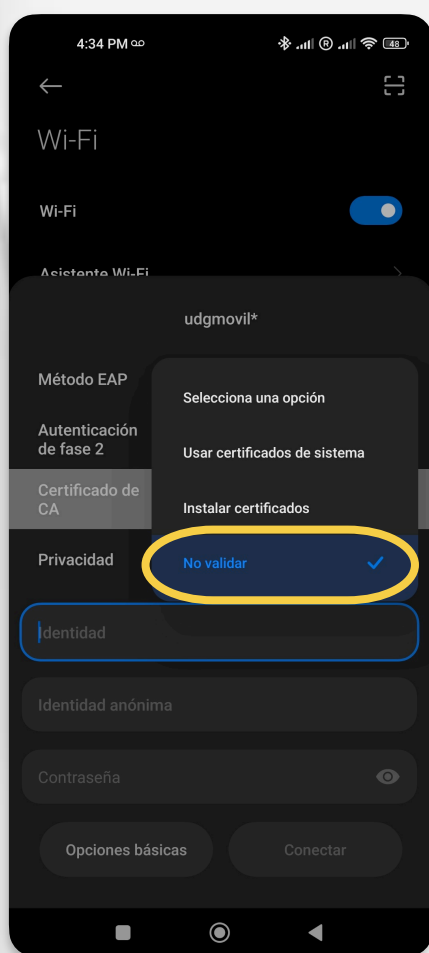 4:34 PM
48
Wi-Fi
Wi-Fi
Asistente Wi-Fi
udgmovil*
Método EAP
Selecciona una opción
Autenticación
de fase 2
Usar certificados de sistema
Certificado de
CA
Instalar certificados
Privacidad
No validar
Identidad
Identidad anónima
Contraseña
Opciones básicas
Conectar